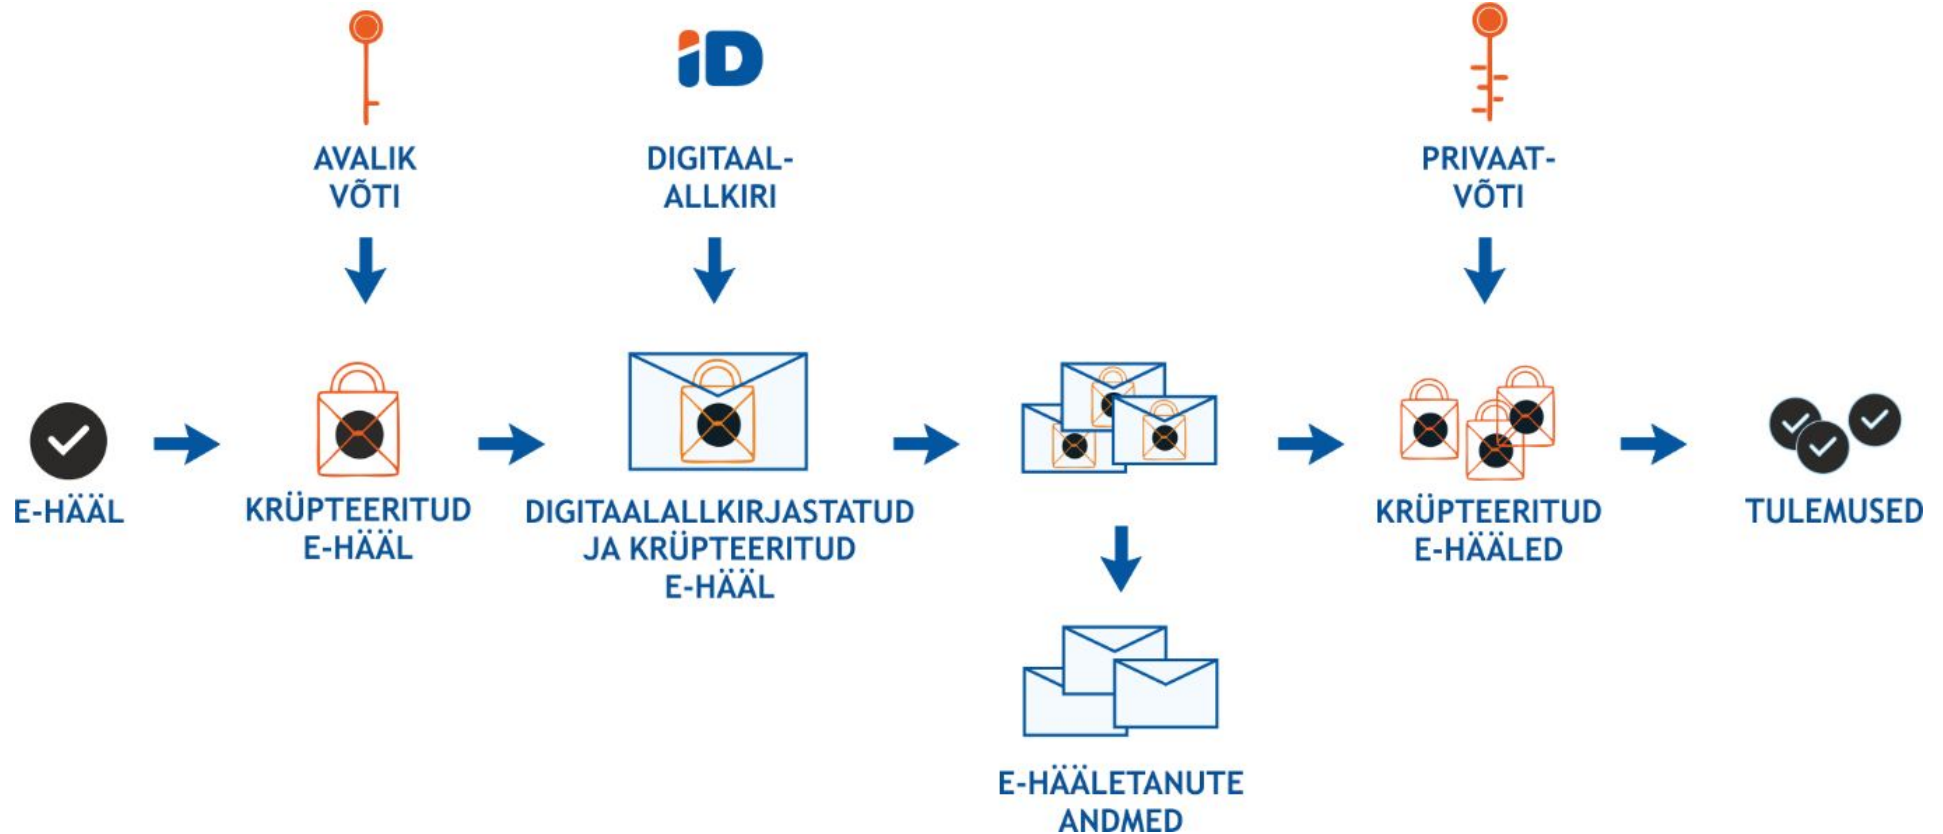 iD
AVALIK
VÕTI
DIGITAAL-
ALLKIRI
PRIVAAT-
VÕTI
E-HÄÄL
KRÜPTEERITUD
E-HÄÄL
DIGITAALALLKIRJASTATUD
JA KRÜPTEERITUD
E-HÄÄL
KRÜPTEERITUD
E-HÄÄLED
TULEMUSED
E-HÄÄLETANUTE
ANDMED